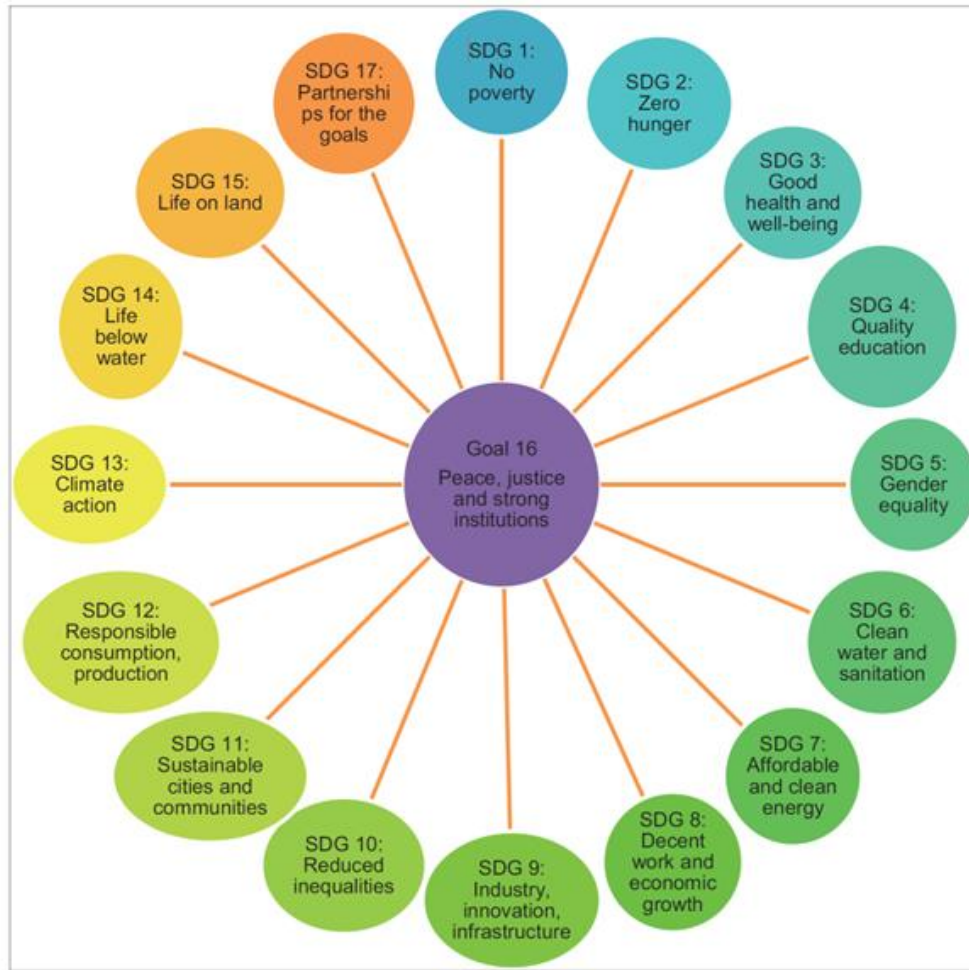 SDG 1:
No
poverty
SDG 2:
Zero
hunger
SDG 3:
Good
health and
well-being
SDG 4:
Quality
education
SDG 5:
Gender
equality
SDG 6:
Clean
water and
sanitation
SDG 7:
Affordable
and clean
energy
SDG 8:
Decent
work and
economic
growth
SDG 9:
Industry,
innovation,
infrastructure
SDG 10:
Reduced
inequalities
SDG 11:
Sustainable
cities and
communities
SDG 12:
Responsible
consumption,
production
SDG 13:
Climate
action
SDG 14:
Life
below
water
SDG 15:
Life on land
SDG 17:
Partnershi
ps for the
goals
Goal 16
Peace, justice
and strong
institutions